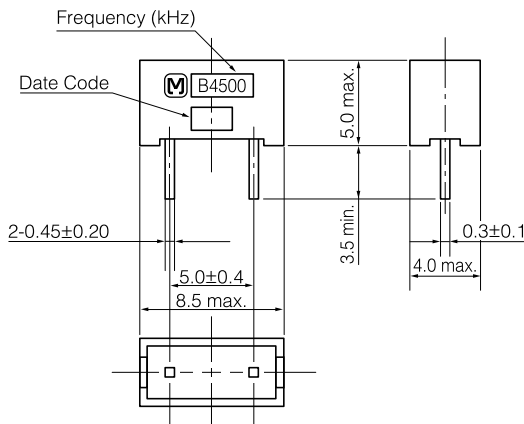 Frequency (kHz)
Date Code
M B4500
5.0 max.
3.5 min.
2-0.45±0.20
5.0±0.4
8.5 max.
0.3±0.1
4.0 max.